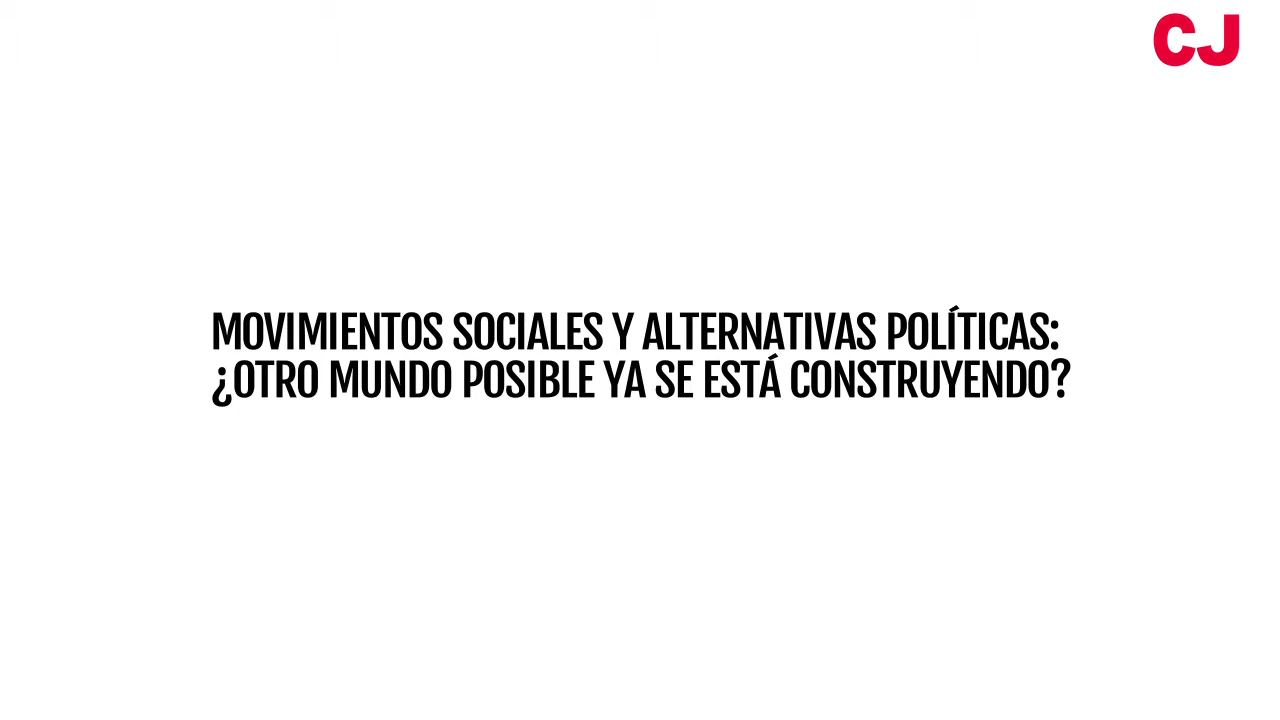 CJ
MOVIMIENTOS SOCIALES Y ALTERNATIVAS POLÍTICAS:
¿OTRO MUNDO POSIBLE YA SE ESTÁ CONSTRUYENDO?